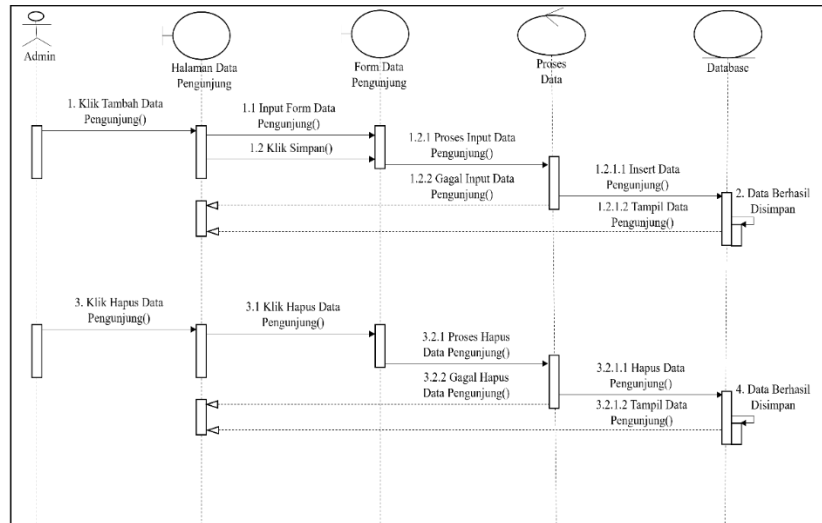 Admin
Halaman Data
Pengunjung
Form Data
Pengunjung
Proses
Data
Database
1. Klik Tambah Data
Pengunjung()
1.1 Input Form Data
Pengunjung()
1.2 Klik Simpan()
1.2.1 Proses Input Data
Pengunjung()
1.2.2 Gagal Input Data
Pengunjung()
1.2.1.1 Insert Data
Pengunjung()
1.2.1.2 Tampil Data
Pengunjung()
2. Data Berhasil
Disimpan
3. Klik Hapus Data
Pengunjung()
3.1 Klik Hapus Data
Pengunjung()
3.2.1 Proses Hapus
Data Pengunjung()
3.2.2 Gagal Hapus
Data Pengunjung()
3.2.1.1 Hapus Data
Pengunjung()
3.2.1.2 Tampil Data
Pengunjung()
4. Data Berhasil
Disimpan